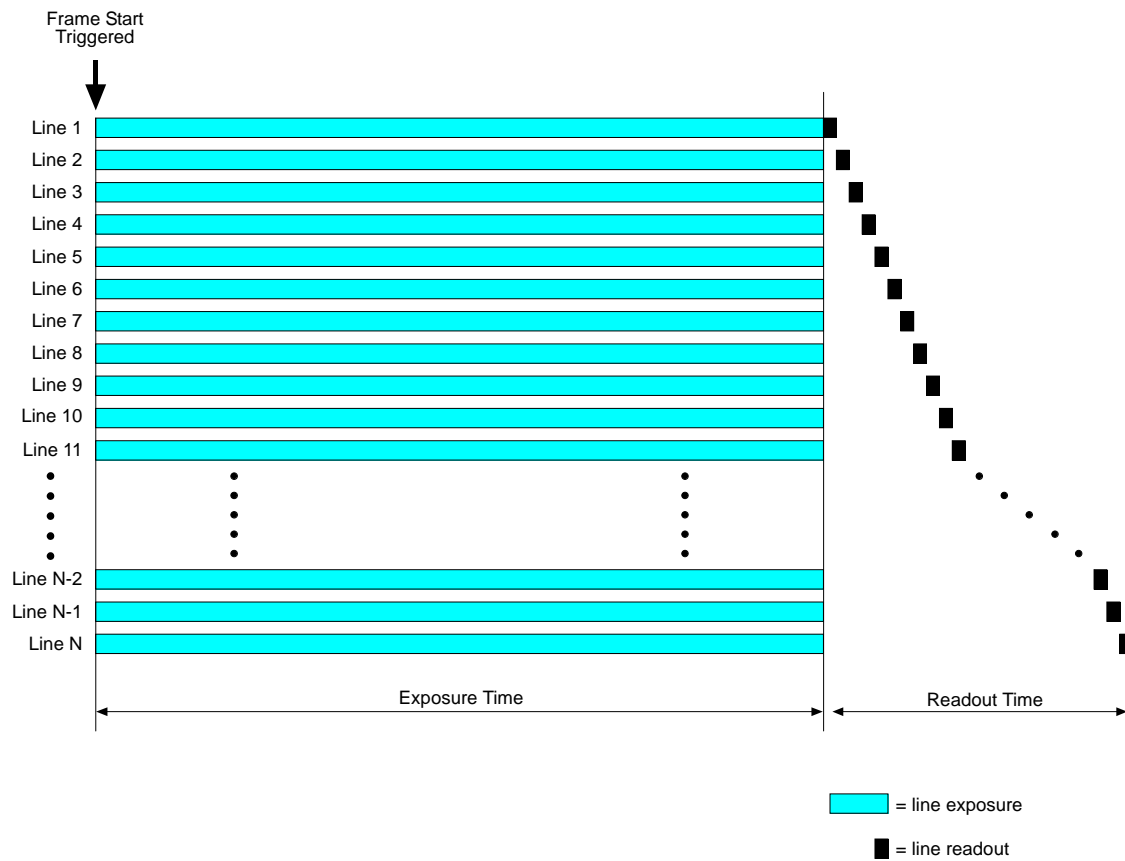 Frame Start
Triggered
Line 1
Line 2
Line 3
Line 4
Line 5
Line 6
Line 7
Line 8
Line 9
Line 10
Line 11
Line N-2
Line N-1
Line N
Exposure Time
Readout Time
= line exposure
= line readout